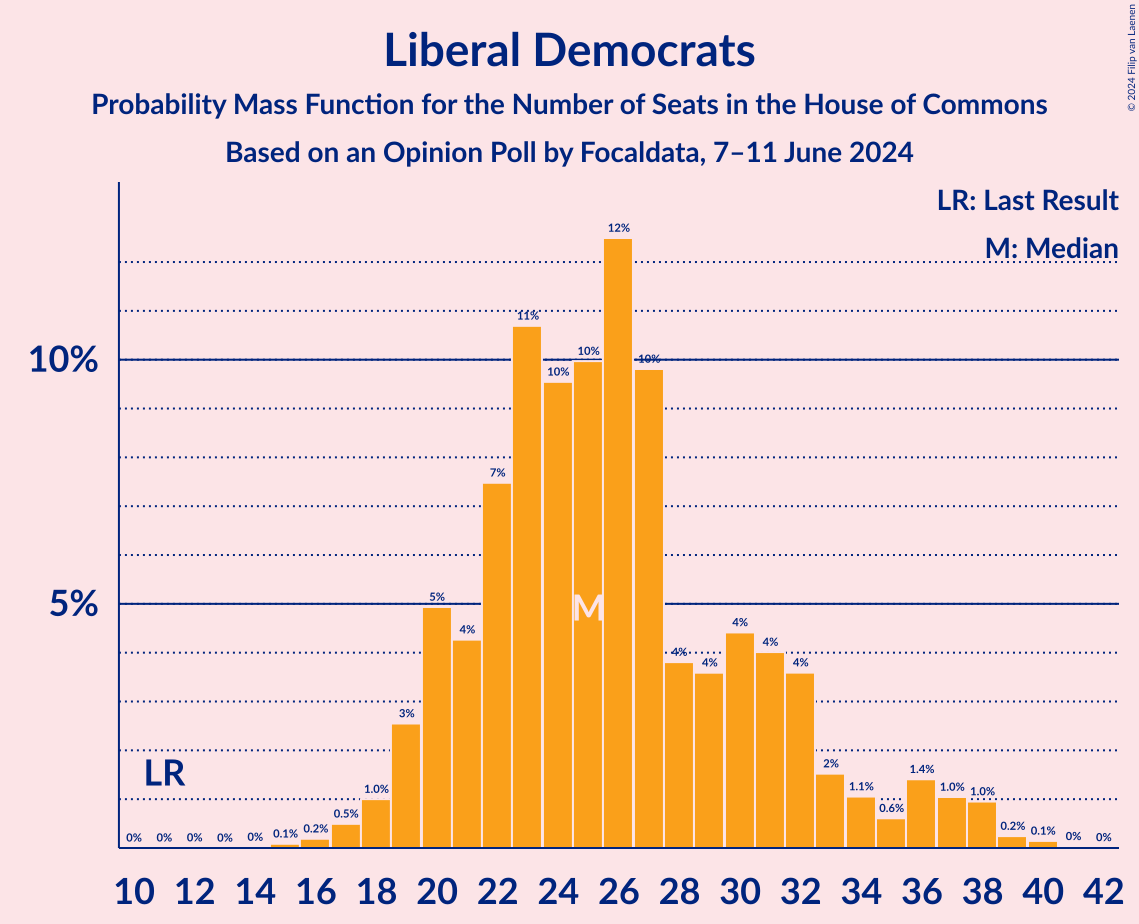 Liberal Democrats
Probability Mass Function for the Number of Seats in the House of Commons
Based on an Opinion Poll by Focaldata, 7–11 June 2024
© 2024 Filip van Laenen
LR: Last Result
M: Median
10%
5%
0% 0% 0% 0% 0% 0.1% 0.2% 0.5% 1.0% 3% 5% 4% 7% 11% 10% 10% 12% 10% 4% 4% 4% 4% 4% 2% 1.1% 0.6% 1.4% 1.0% 1.0% 0.2% 0.1% 0% 0%
M
LR
10 12 14 16 18 20 22 24 26 28 30 32 34 36 38 40 42